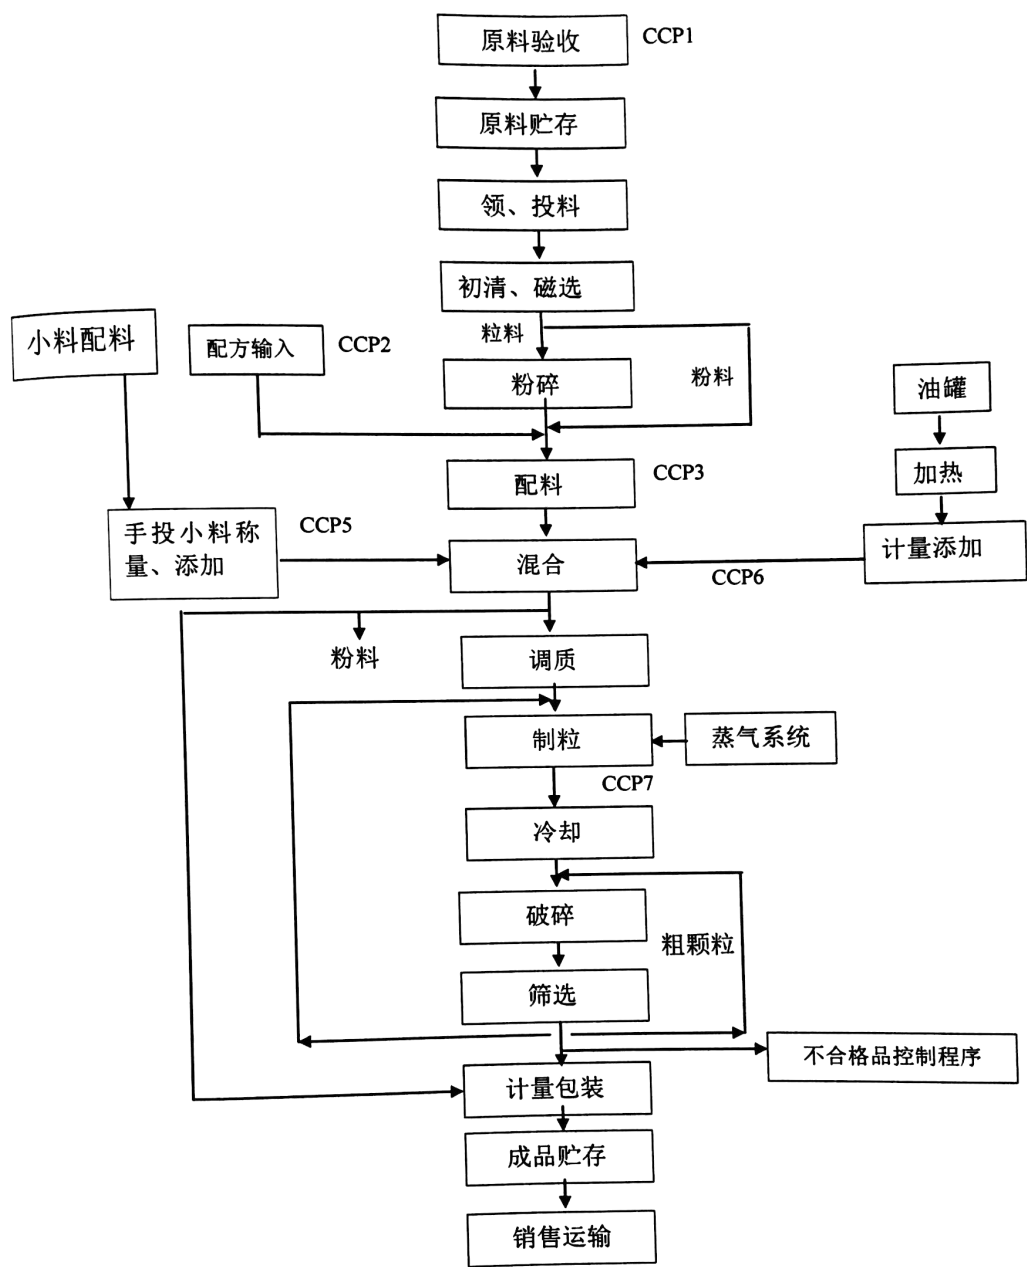 原料验收
CCP1
原料贮存
领、投料
初清、磁选
小料配料
配方输入
CCP2
粒料
粉碎
粉料
油罐
加热
配料
CCP3
手投小料称
量、添加
CCP5
混合
CCP6
计量添加
粉料
调质
制粒
蒸气系统
CCP7
冷却
破碎
粗颗粒
筛选
不合格品控制程序
计量包装
成品贮存
销售运输